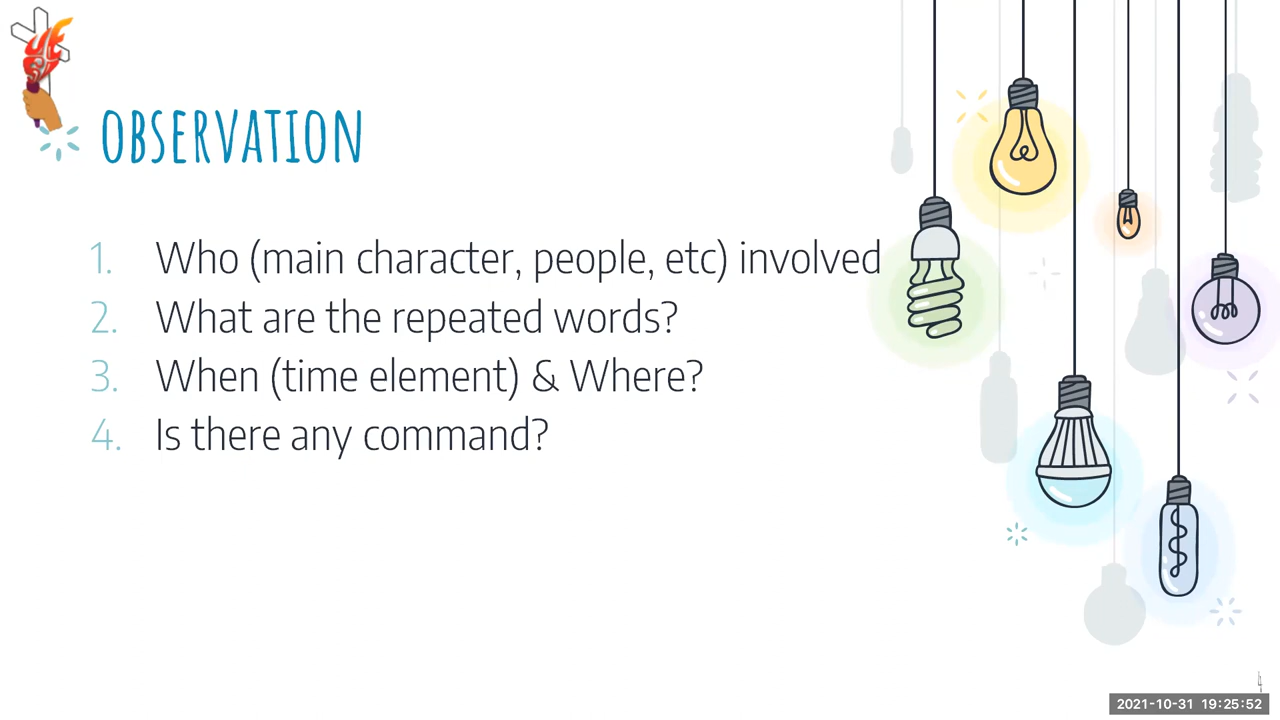 OBSERVATION
1. Who (main character, people, etc) involved
2. What are the repeated words?
3. When (time element) & Where?
4. Is there any command?
4
2021-10-31 19:25:52